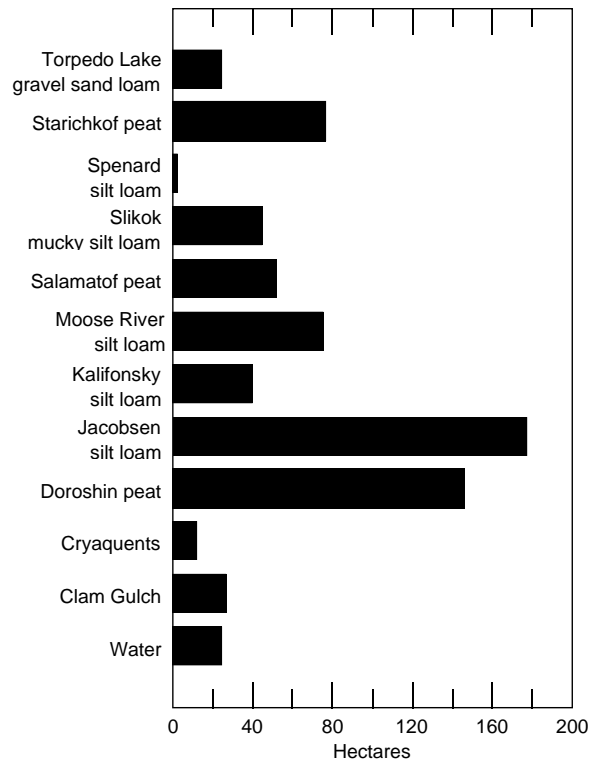 Torpedo Lake
gravel sand loam
Starichkof peat
Spenard
silt loam
Slikok
mucky silt loam
Salamatof peat
Moose River
silt loam
Kalifonsky
silt loam
Jacobsen
silt loam
Doroshin peat
Cryaquents
Clam Gulch
Water
0 40 80 120 160 200
Hectares